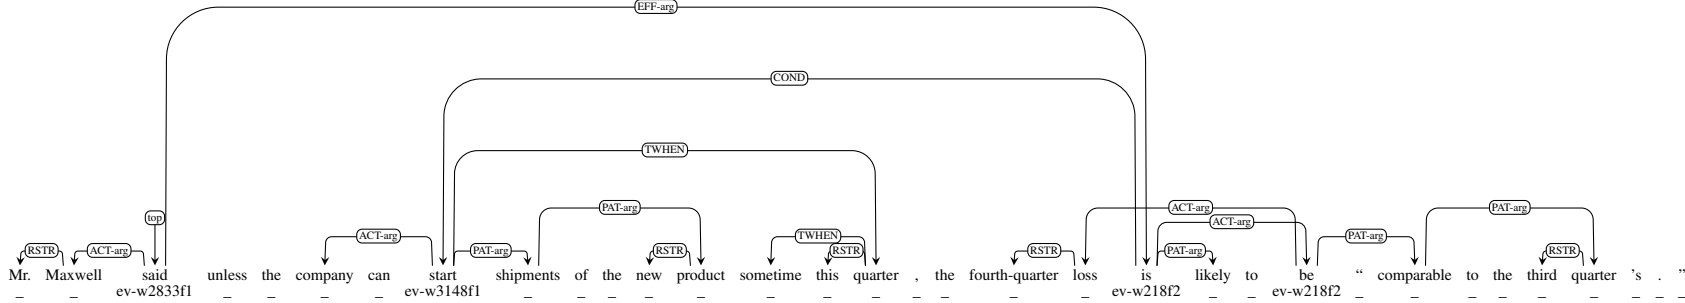 EFF-arg
COND
TWHEN
PAT-arg ACT-arg PAT-arg
top ACT-arg
ACT-arg TWHEN PAT-arg
RSTR ACT-arg PAT-arg RSTR RSTR RSTR PAT-arg RSTR
Mr. Maxwell said unless the company can start shipments of the new product sometime this quarter , the fourth-quarter loss is likely to be “ comparable to the third quarter 's . ”
_ _ ev-w2833f1 _ _ _ _ ev-w3148f1 _ _ _ _ _ _ _ _ _ _ _ _ ev-w218f2 _ _ ev-w218f2 _ _ _ _ _ _ _ _ _